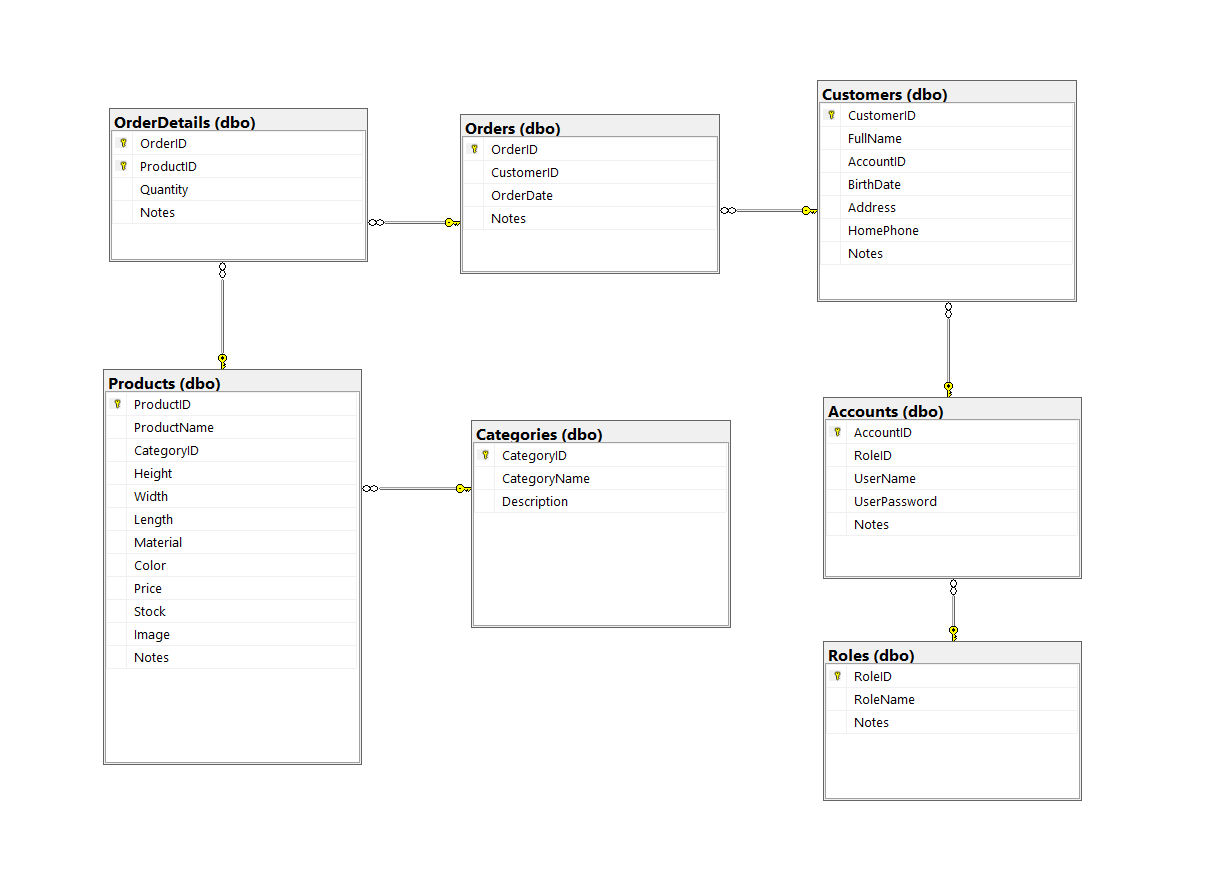 OrderDetails (dbo)
OrderID
ProductID
Quantity
Notes
Orders (dbo)
OrderID
CustomerID
OrderDate
Notes
Customers (dbo)
CustomerID
FullName
AccountID
BirthDate
Address
HomePhone
Notes
Products (dbo)
ProductID
ProductName
CategoryID
Height
Width
Length
Material
Color
Price
Stock
Image
Notes
Categories (dbo)
CategoryID
CategoryName
Description
Accounts (dbo)
AccountID
RoleID
UserName
UserPassword
Notes
Roles (dbo)
RoleID
RoleName
Notes